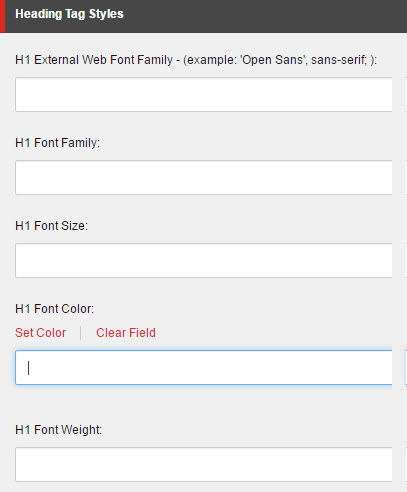 Heading Tag Styles
H1 External Web Font Family - (example: 'Open Sans', sans-serif; ):
H1 Font Family:
H1 Font Size:
H1 Font Color:
Set Color | Clear Field
H1 Font Weight: